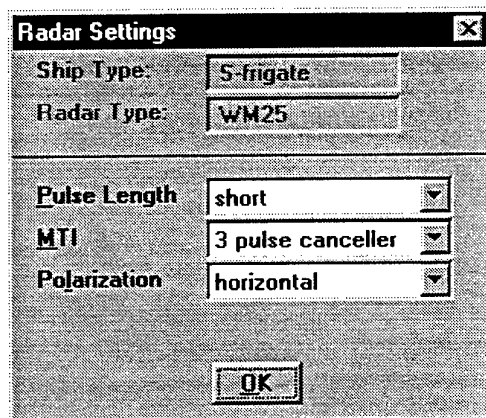 Radar Settings
Ship Type: S-frigate
Radar Type: WM25
Pulse Length short
MTI 3 pulse canceller
Polarization horizontal
OK